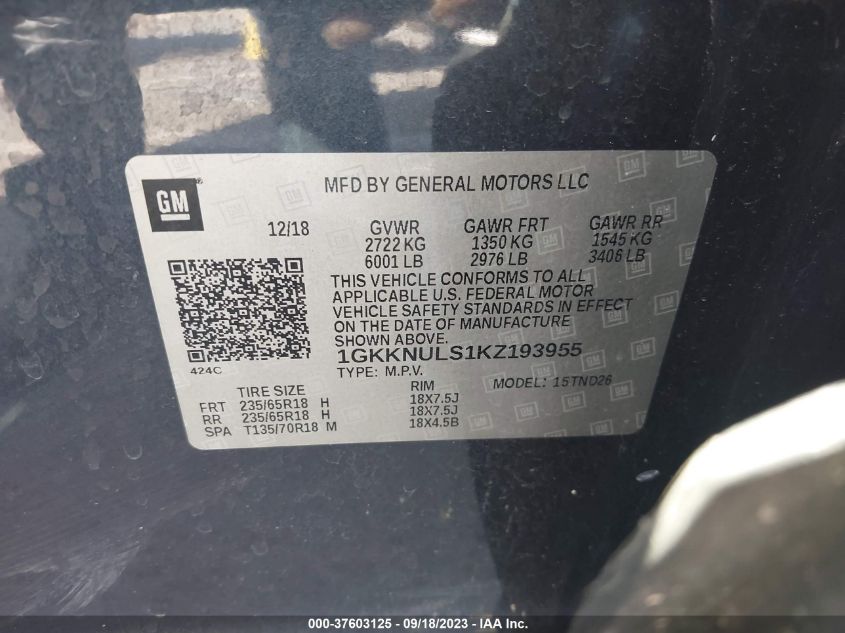 GM
MFD BY GENERAL MOTORS LLC
12/18 GVWR GAWR FRT GAWR RR
2722 KG 1350 KG 1545 KG
6001 LB 2976 LB 3406 LB
THIS VEHICLE CONFORMS TO ALL
APPLICABLE U.S. FEDERAL MOTOR
VEHICLE SAFETY STANDARDS IN EFFECT
ON THE DATE OF MANUFACTURE
SHOWN ABOVE.
1GKKNULS1KZ193955
424C
TYPE: M.P.V. MODEL: 15TND26
TIRE SIZE RIM
FRT 235/65R18 H 18X7.5J
RR 235/65R18 H 18X7.5J
SPA T135/70R18 M 18X4.5B
000-37603125 - 09/18/2023 - IAA Inc.